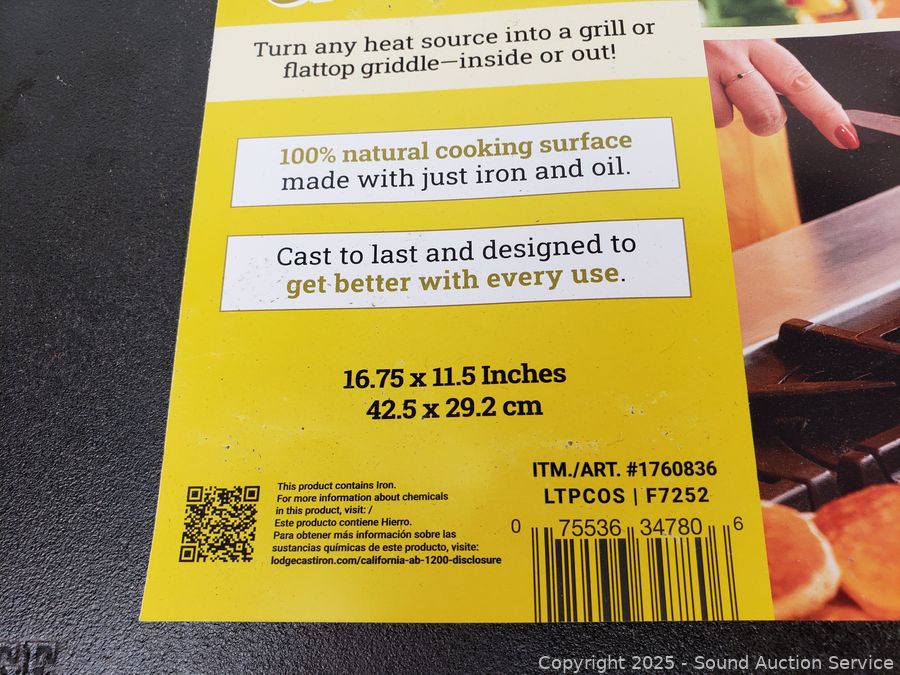 Turn any heat source into a grill or
flattop griddle—inside or out!
100% natural cooking surface
made with just iron and oil.
Cast to last and designed to
get better with every use.
16.75 x 11.5 Inches
42.5 x 29.2 cm
ITM./ART. #1760836
LTPCOS | F7252
This product contains Iron.
For more information about chemicals
in this product, visit: /
Este producto contiene Hierro.
Para obtener más información sobre las
sustancias químicas de este producto, visite:
lodgecastiron.com/california-ab-1200-disclosure
0 75536 34780 6
Copyright 2025 - Sound Auction Service